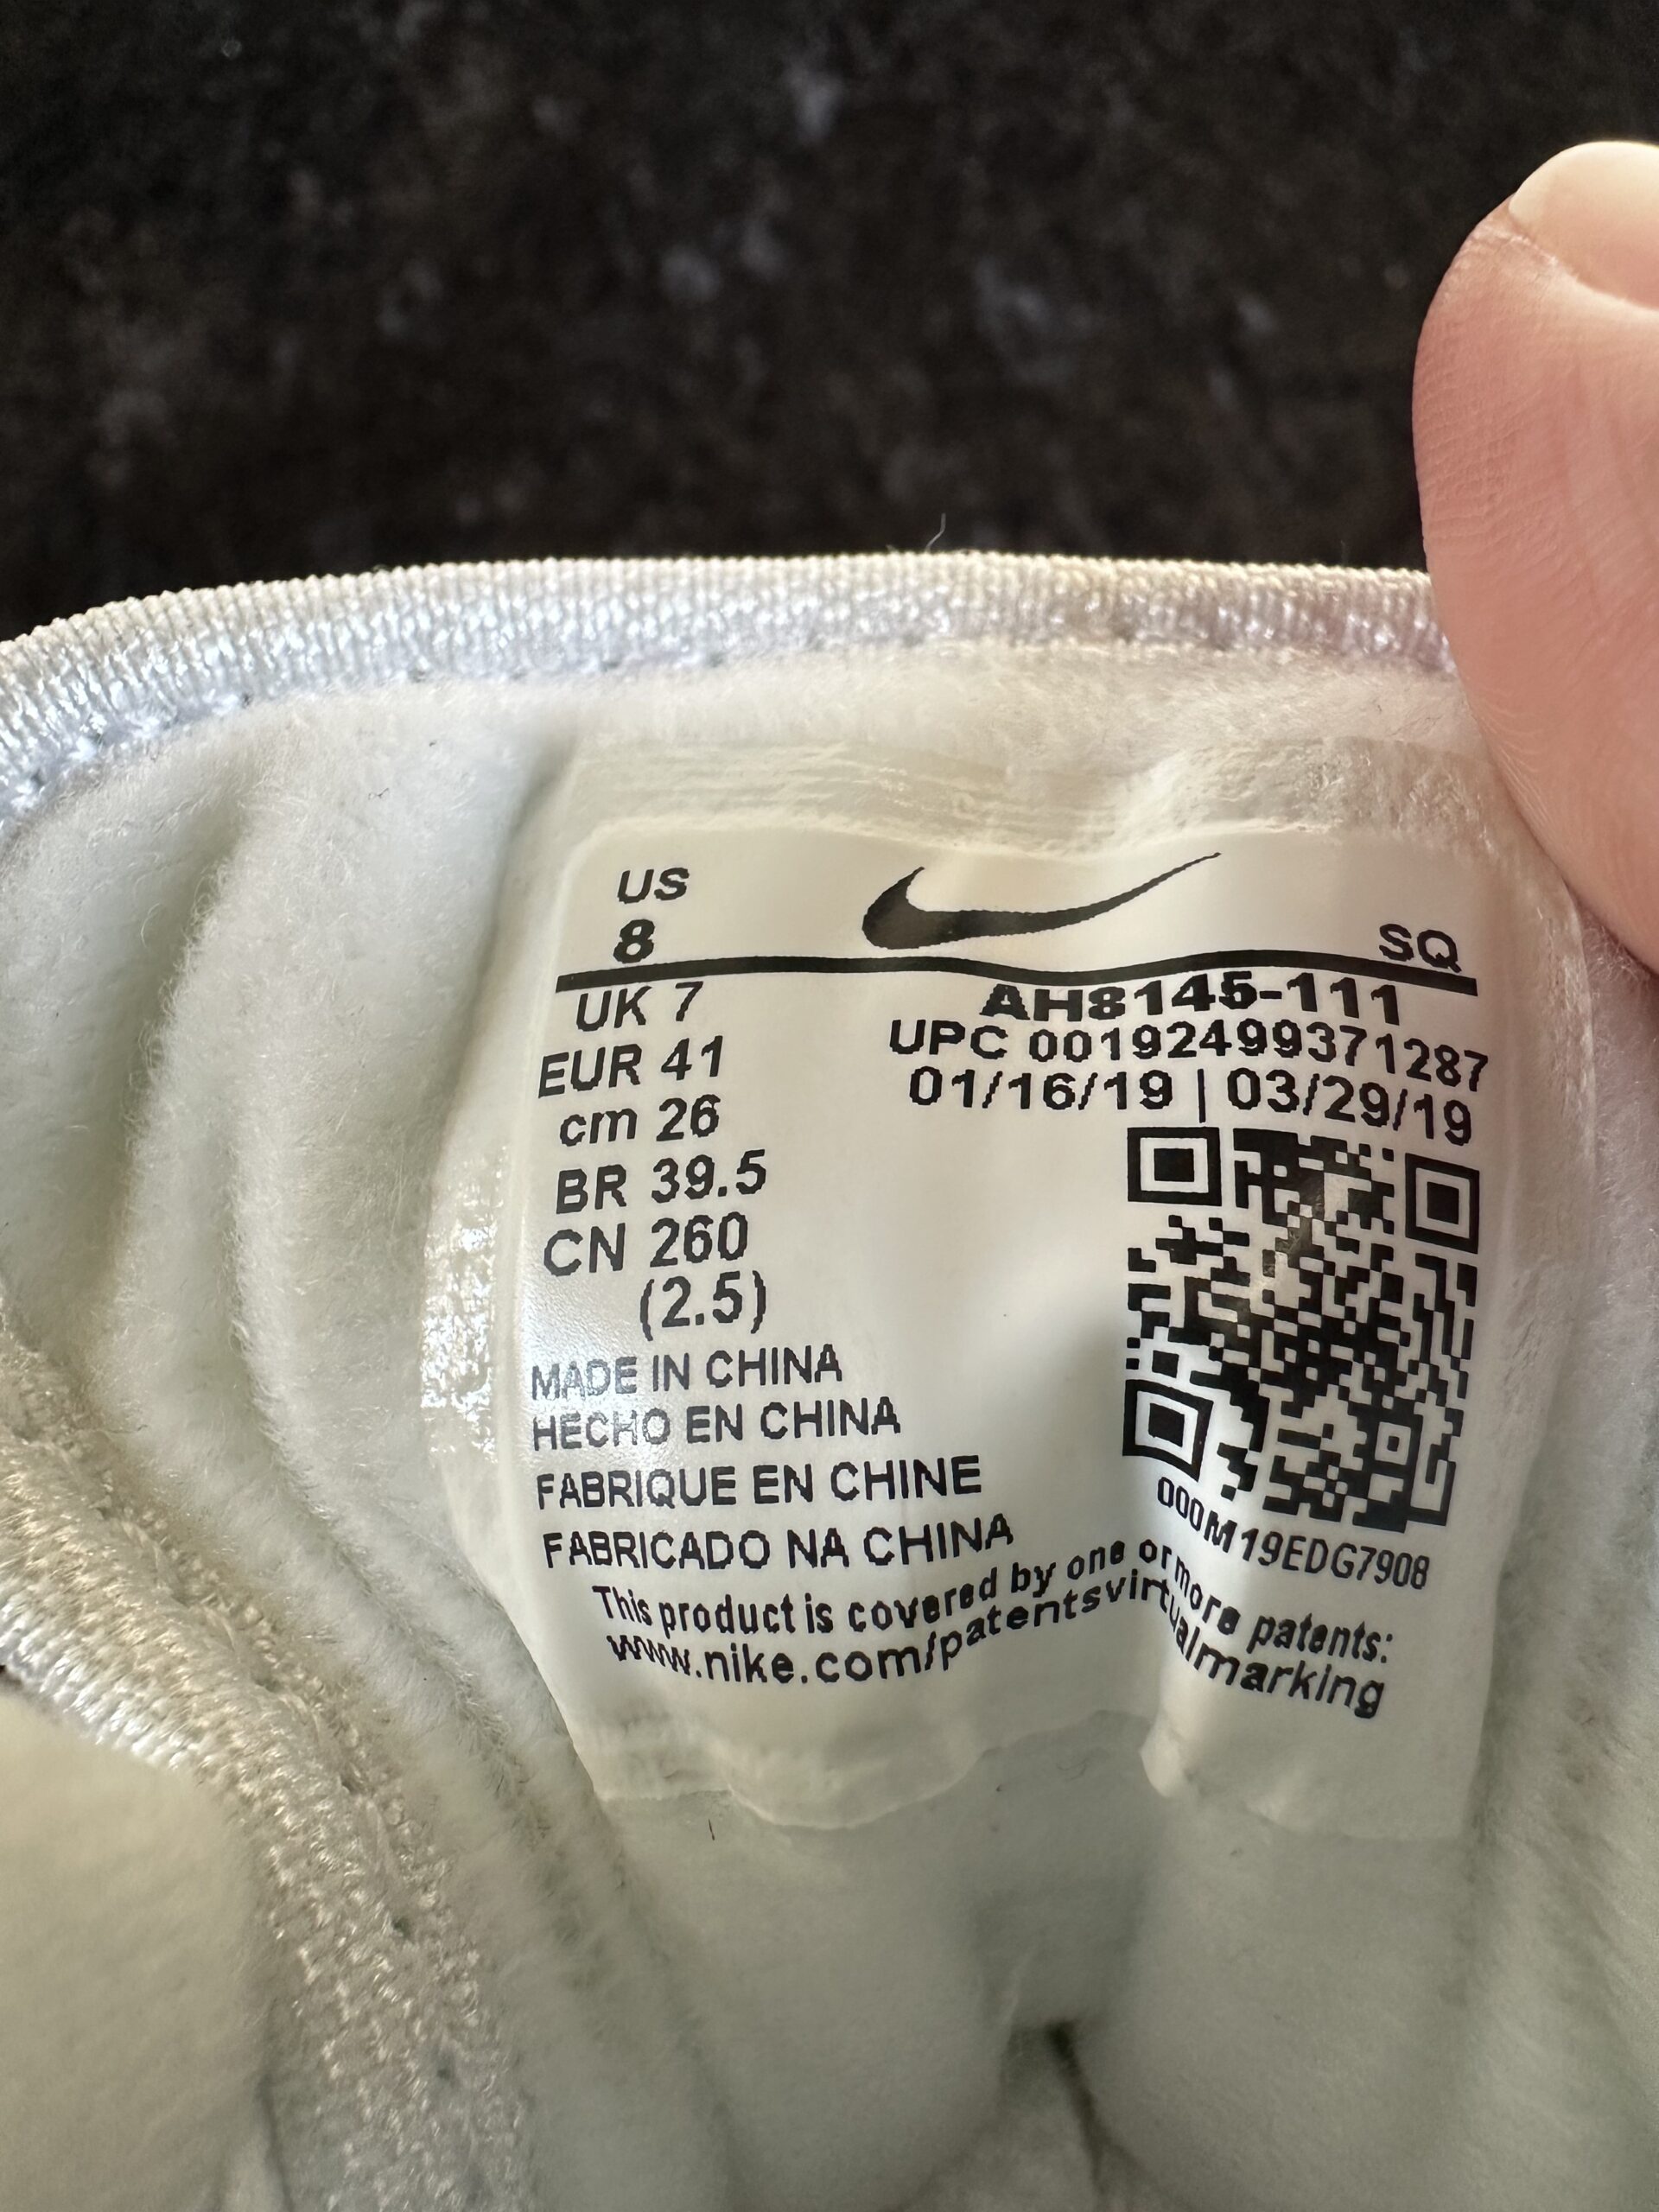 US
8
SQ
UK 7
EUR 41
cm 26
BR 39.5
CN 260
(2.5)
AH8145-111
UPC 00192499371287
01/16/19 | 03/29/19
000M19EDG7908
MADE IN CHINA
HECHO EN CHINA
FABRIQUE EN CHINE
FABRICADO NA CHINA
This product is covered by one or more patents:
www.nike.com/patentsvirtualmarking